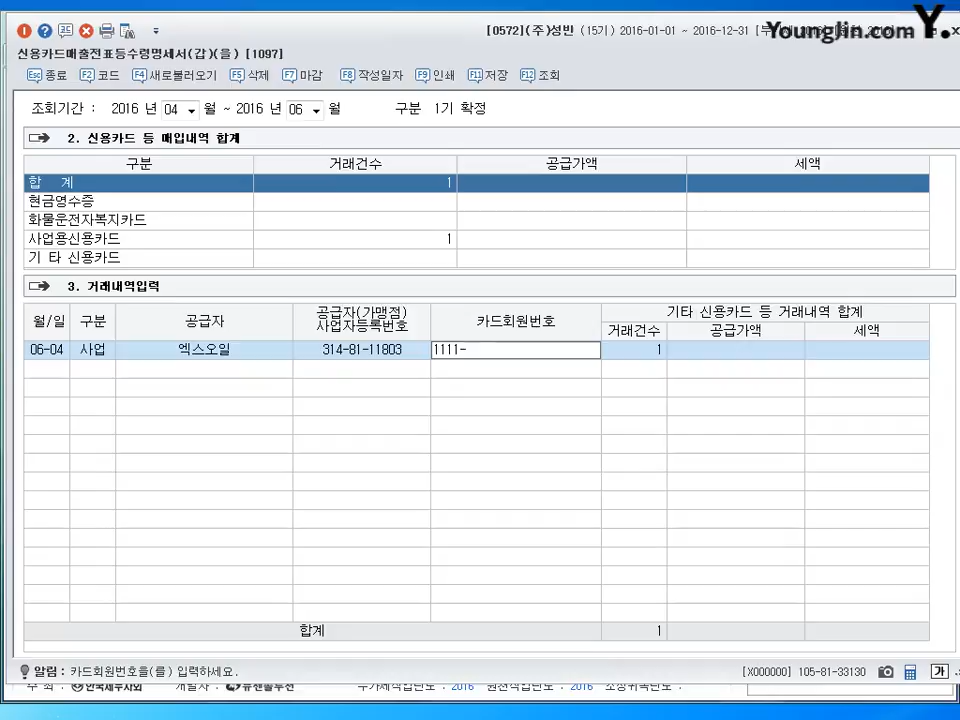 [0572](주)성반 (15기) 2016-01-01 ~ 2016-12-31
Younglin.com Y.
신용카드매출전표등수령명세서(갑)(을) [1097]
Esc 종료 F2 코드 F4 새로불러오기 F5 삭제 F7 마감 F8 작성일자 F9 인쇄 F11 저장 F12 조회
조회기간 : 2016 년 04 월 ~ 2016 년 06 월 구분 1기 확정
2. 신용카드 등 매입내역 합계
구분 거래건수 공급가액 세액
합 계 1
현금영수증
화물운전자복지카드
사업용신용카드 1
기 타 신용카드
3. 거래내역입력
월/일 구분 공급자 공급자(가맹점) 사업자등록번호 카드회원번호 기타 신용카드 등 거래내역 합계
거래건수 공급가액 세액
06-04 사업 엑스오일 314-81-11803 1111- 1
합계 1
알림 : 카드회원번호을(를) 입력하세요. [X000000] 105-81-33130 가
한국세무사회 2016 2016